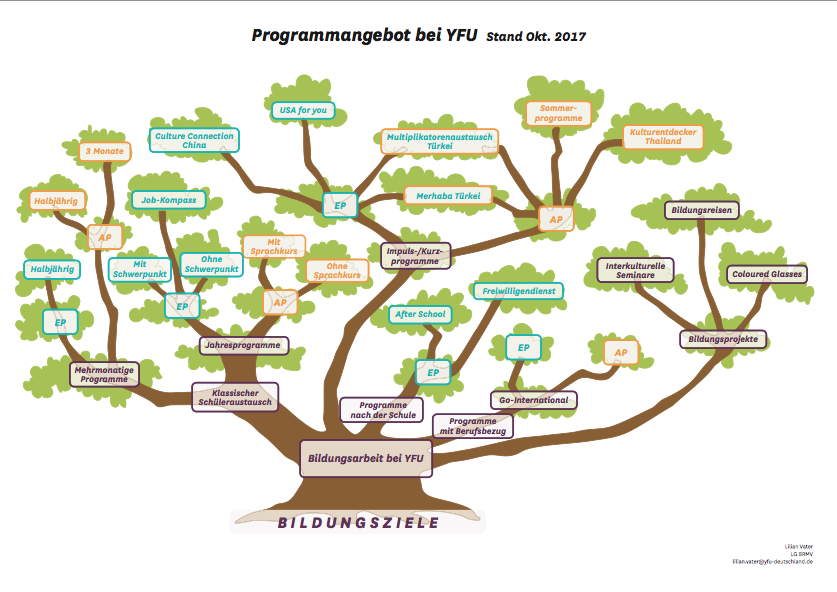 Programmangebot bei YFU Stand Okt. 2017
USA for you
Sommer-
programme
Culture Connection
China
Multiplikatorenaustausch
Türkei
Kulturentdecker
Thailand
3 Monate
Halbjährig
Job-Kompass
EP
Merhaba Türkei
AP
Bildungsreisen
AP
Mit
Sprachkurs
Impuls-/Kurz-
programme
Halbjährig
Mit
Schwerpunkt
Ohne
Schwerpunkt
Ohne
Sprachkurs
Interkulturelle
Seminare
Coloured Glasses
Freiwilligendienst
EP
EP
AP
After School
Jahresprogramme
EP
AP
Bildungsprojekte
Mehrmonatige
Programme
EP
Klassischer
Schüleraustausch
Programme
nach der Schule
Go-International
Programme
mit Berufsbezug
Bildungsarbeit bei YFU
BILDUNGSZIELE
Lilian Vater
LG BRMV
lilian.vater@yfu-deutschland.de